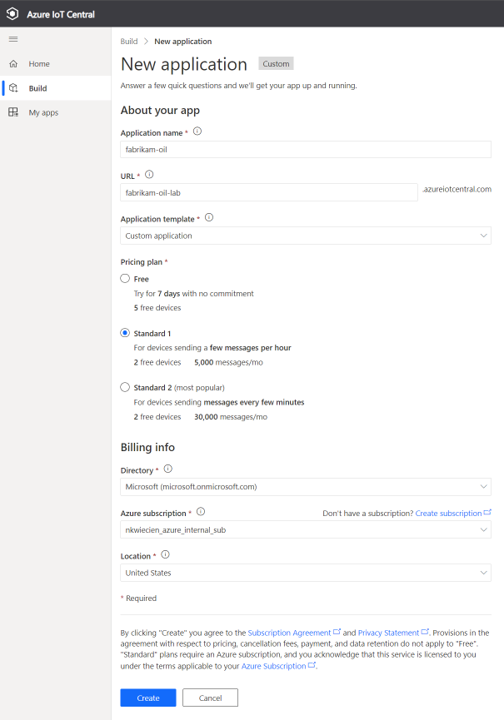 Azure IoT Central
Home
Build
My apps
Build > New application
New application Custom
Answer a few quick questions and we'll get your app up and running.
About your app
Application name *
fabrikam-oil
URL *
fabrikam-oil-lab .azureiotcentral.com
Application template *
Custom application
Pricing plan *
Free
Try for 7 days with no commitment
5 free devices
Standard 1
For devices sending a few messages per hour
2 free devices 5,000 messages/mo
Standard 2 (most popular)
For devices sending messages every few minutes
2 free devices 30,000 messages/mo
Billing info
Directory *
Microsoft (microsoft.onmicrosoft.com)
Azure subscription * Don't have a subscription? Create subscription
nkwiecien_azure_internal_sub
Location *
United States
* Required
By clicking "Create" you agree to the Subscription Agreement and Privacy Statement. Provisions in the
agreement with respect to pricing, cancellation fees, payment, and data retention do not apply to "Free".
"Standard" plans require an Azure subscription, and you acknowledge that this service is licensed to you
under the terms applicable to your Azure Subscription.
Create Cancel